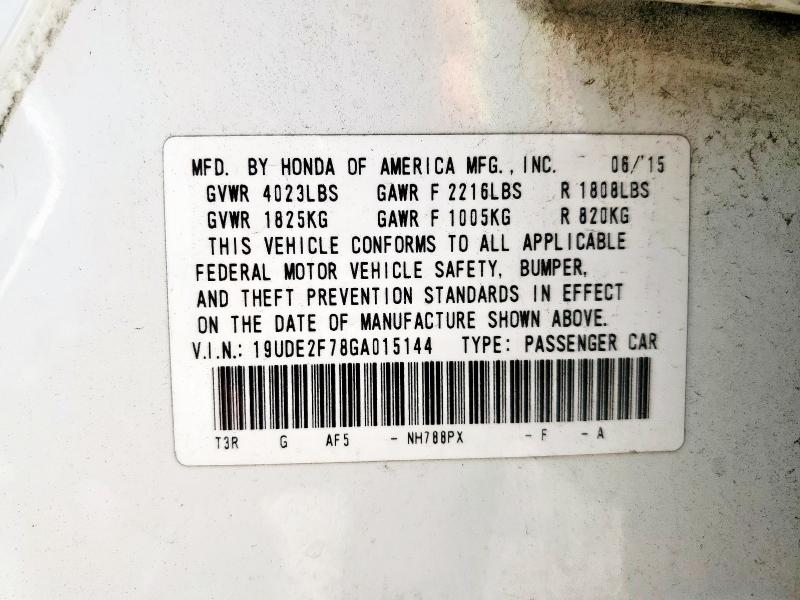 MFD. BY HONDA OF AMERICA MFG., INC. 06/'15
GVWR 4023LBS GAWR F 2216LBS R 1808LBS
GVWR 1825KG GAWR F 1005KG R 820KG
THIS VEHICLE CONFORMS TO ALL APPLICABLE
FEDERAL MOTOR VEHICLE SAFETY, BUMPER,
AND THEFT PREVENTION STANDARDS IN EFFECT
ON THE DATE OF MANUFACTURE SHOWN ABOVE.
V.I.N.: 19UDE2F78GA015144 TYPE: PASSENGER CAR
T3R G AF5 - NH788PX - F - A